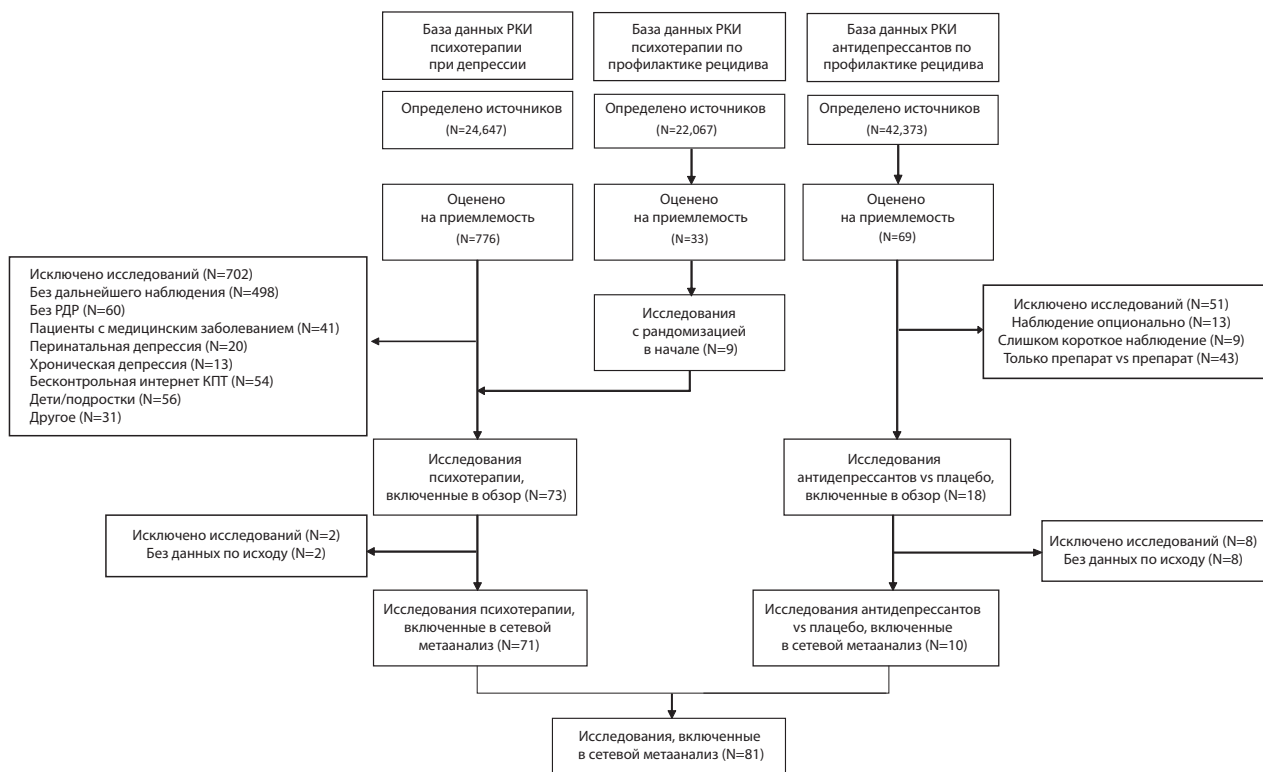 База данных РКИ
психотерапии
при депрессии
База данных РКИ
психотерапии по
профилактике рецидива
База данных РКИ
антидепрессантов по
профилактике рецидива
Определено источников
(N=24,647)
Определено источников
(N=22,067)
Определено источников
(N=42,373)
Оценено
на приемлемость
(N=776)
Оценено
на приемлемость
(N=33)
Оценено
на приемлемость
(N=69)
Исключено исследований (N=702)
Без дальнейшего наблюдения (N=498)
Без РДР (N=60)
Пациенты с медицинским заболеванием (N=41)
Перинатальная депрессия (N=20)
Хроническая депрессия (N=13)
Бесконтрольная интернет КПТ (N=54)
Дети/подростки (N=56)
Другое (N=31)
Исследования
с рандомизацией
в начале (N=9)
Исключено исследований (N=51)
Наблюдение опционально (N=13)
Слишком короткое наблюдение (N=9)
Только препарат vs препарат (N=43)
Исследования
психотерапии,
включенные в обзор (N=73)
Исследования
антидепрессантов vs плацебо,
включенные в обзор (N=18)
Исключено исследований (N=2)
Без данных по исходу (N=2)
Исключено исследований (N=8)
Без данных по исходу (N=8)
Исследования психотерапии,
включенные в сетевой
метаанализ (N=71)
Исследования антидепрессантов
vs плацебо, включенные
в сетевой метаанализ (N=10)
Исследования, включенные
в сетевой метаанализ (N=81)